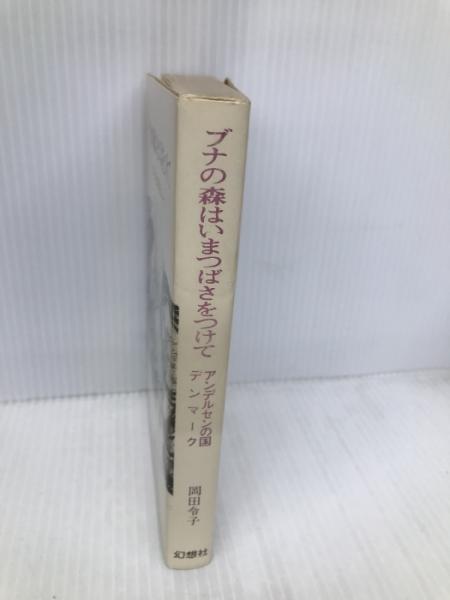 ブナの森はいまつばさをつけて
アンデルセンの国
デンマーク
岡田令子
幻想社